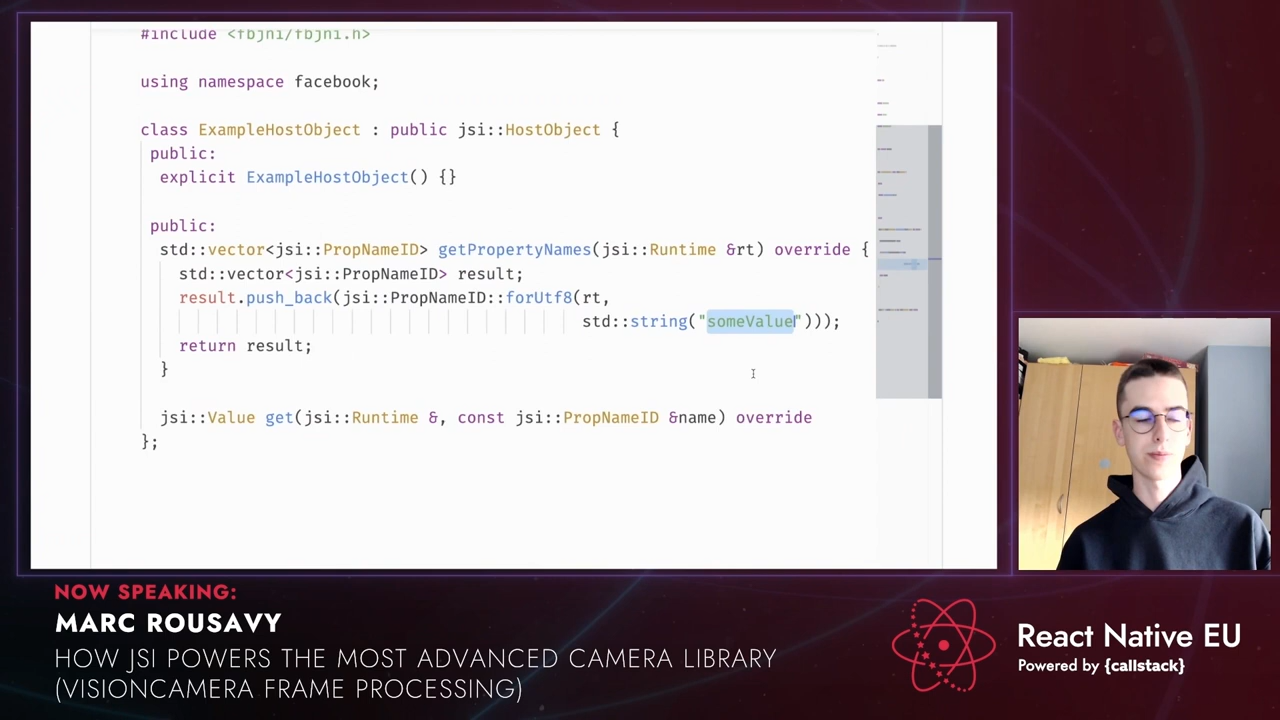 #include <fbjni/fbjni.h>
using namespace facebook;
class ExampleHostObject : public jsi::HostObject {
public:
explicit ExampleHostObject() {}
public:
std::vector<jsi::PropNameID> getPropertyNames(jsi::Runtime &rt) override {
std::vector<jsi::PropNameID> result;
result.push_back(jsi::PropNameID::forUtf8(rt,
std::string("someValue")));
return result;
}
jsi::Value get(jsi::Runtime &, const jsi::PropNameID &name) override
};
NOW SPEAKING:
MARC ROUSAVY
HOW JSI POWERS THE MOST ADVANCED CAMERA LIBRARY
(VISIONCAMERA FRAME PROCESSING)
React Native EU
Powered by {callstack}